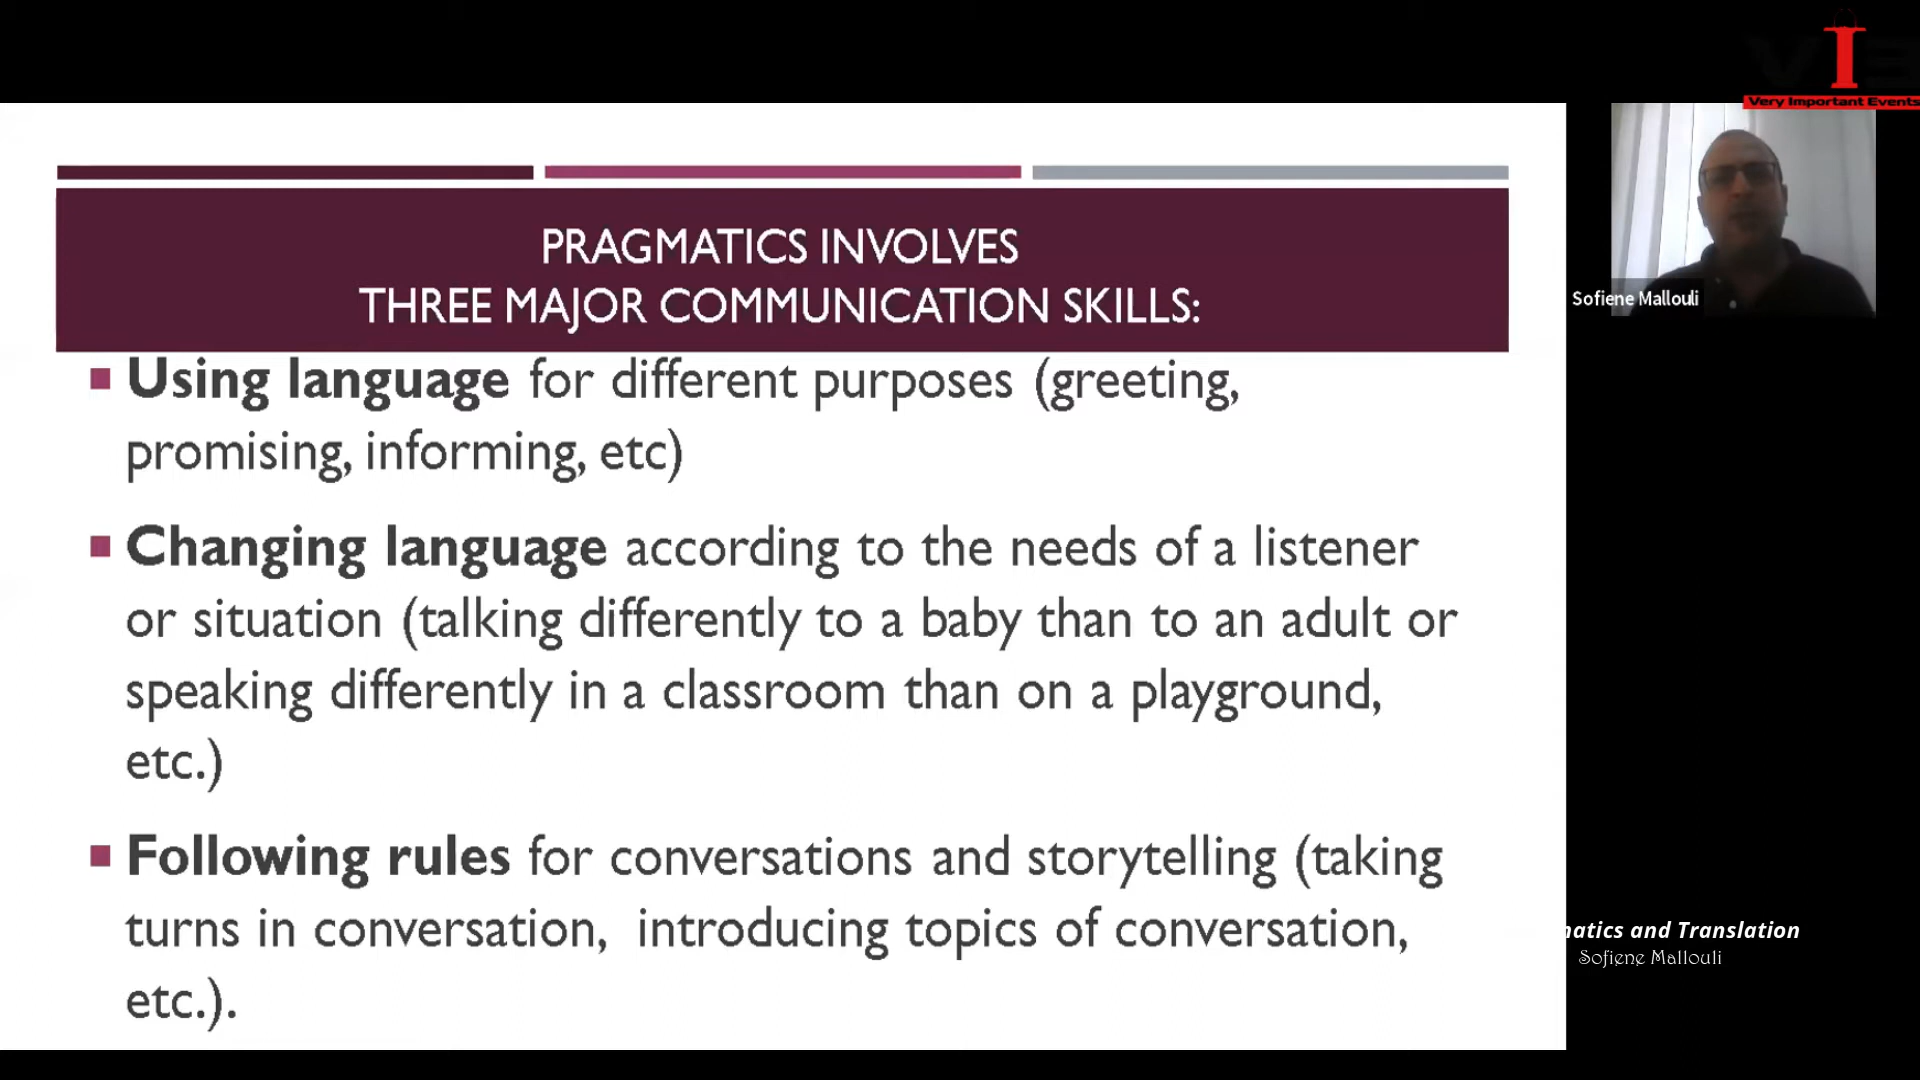 Very Important Events
PRAGMATICS INVOLVES
THREE MAJOR COMMUNICATION SKILLS:
Sofiene Mallouli
▪ Using language for different purposes (greeting,
promising, informing, etc)
▪ Changing language according to the needs of a listener
or situation (talking differently to a baby than to an adult or
speaking differently in a classroom than on a playground,
etc.)
▪ Following rules for conversations and storytelling (taking
turns in conversation,  introducing topics of conversation,
etc.).
matics and Translation
Sofiene Mallouli